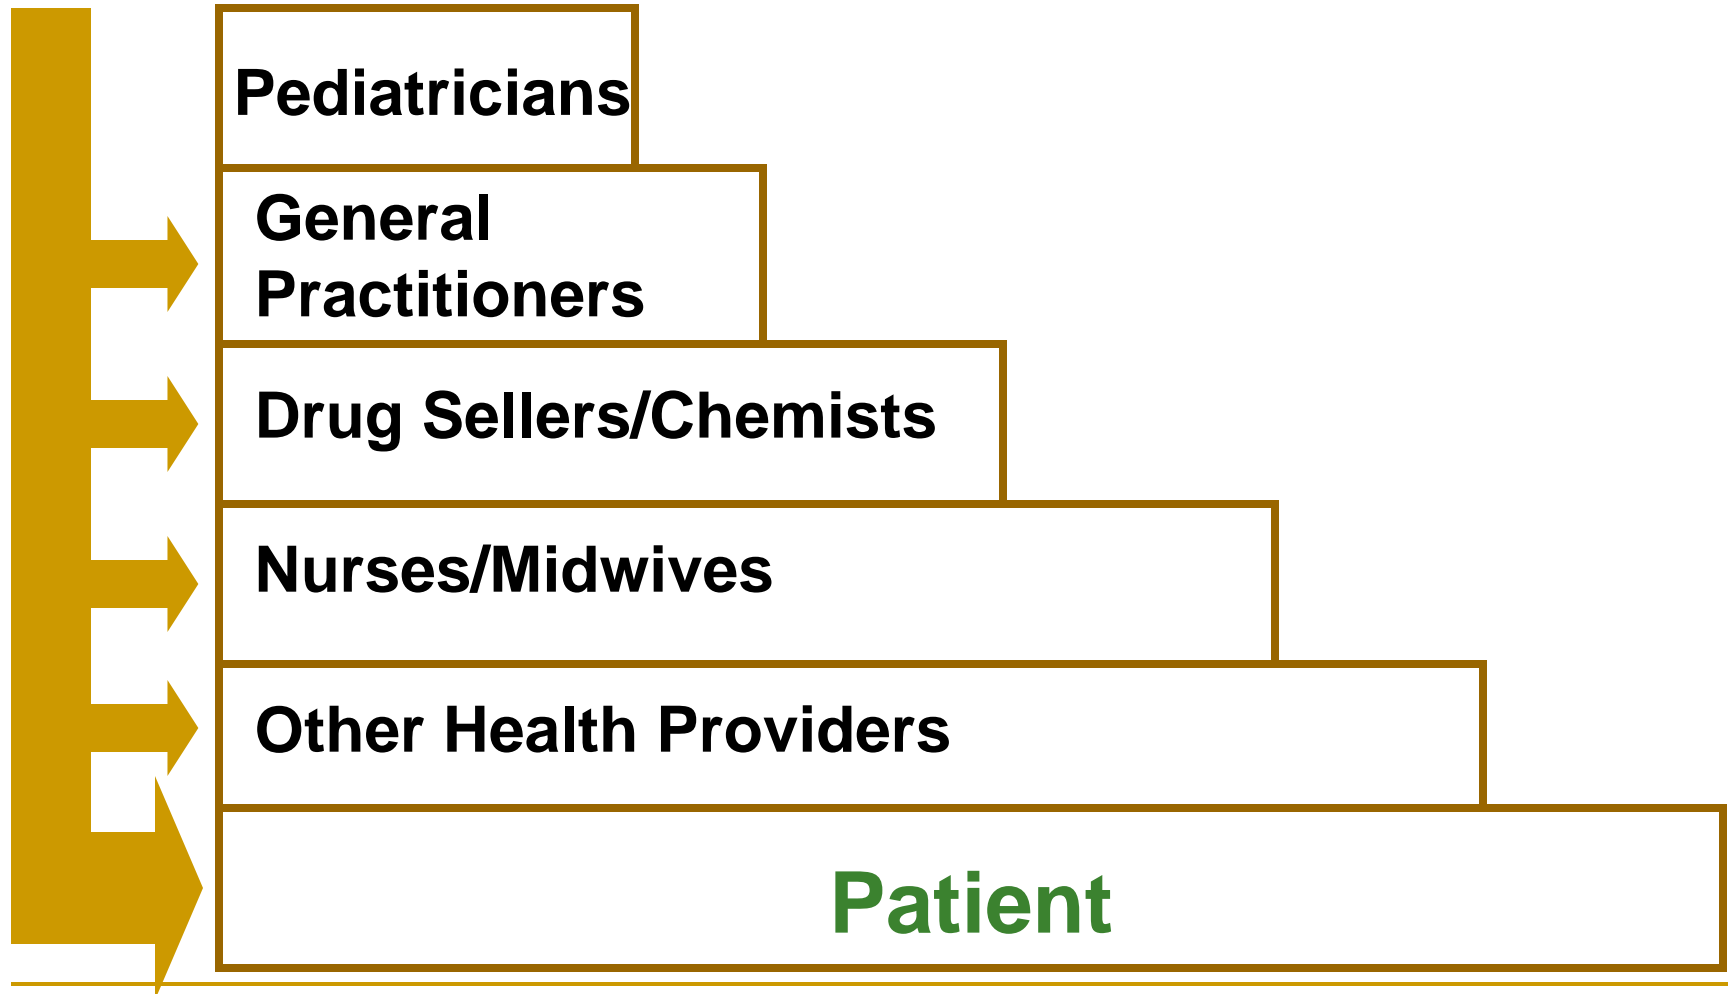 Pediatricians
General
Practitioners
Drug Sellers/Chemists
Nurses/Midwives
Other Health Providers
Patient